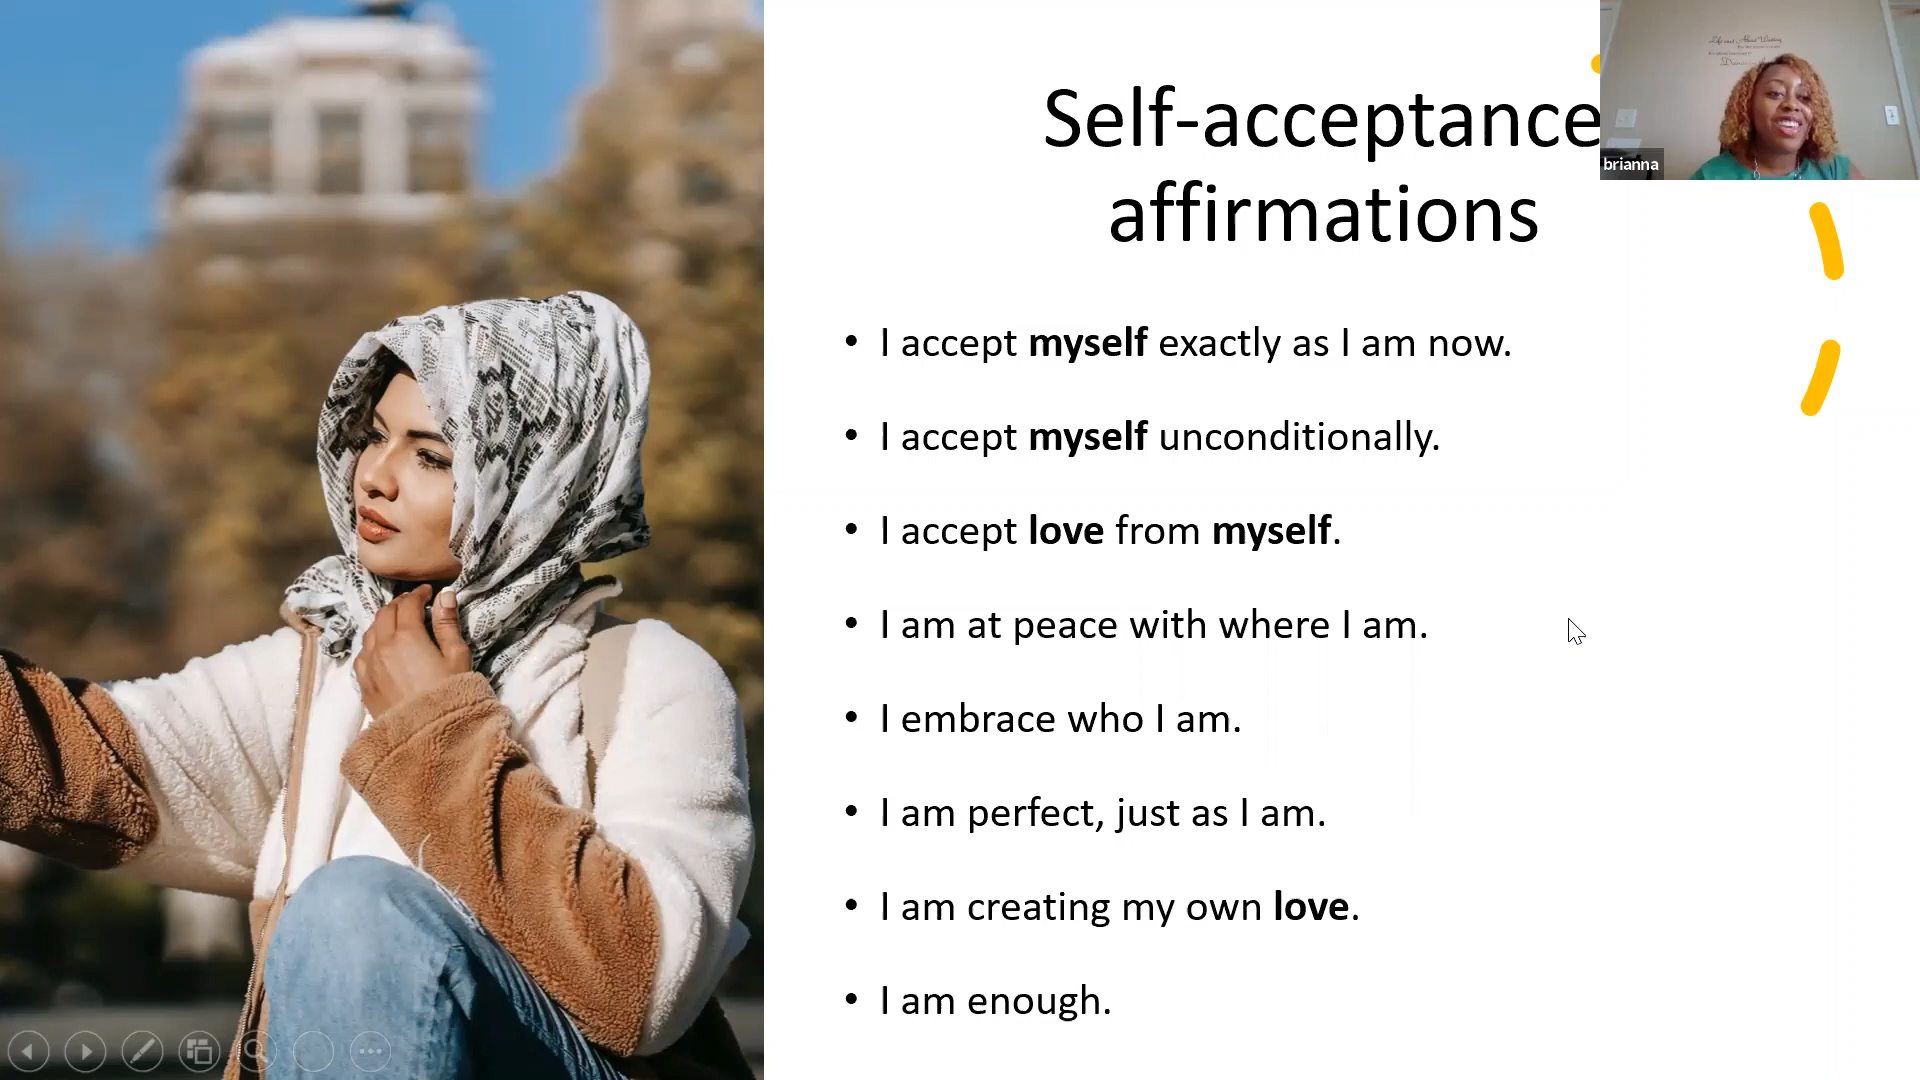 Self-acceptance
affirmations
• I accept myself exactly as I am now.
• I accept myself unconditionally.
• I accept love from myself.
• I am at peace with where I am.
• I embrace who I am.
• I am perfect, just as I am.
• I am creating my own love.
• I am enough.
brianna